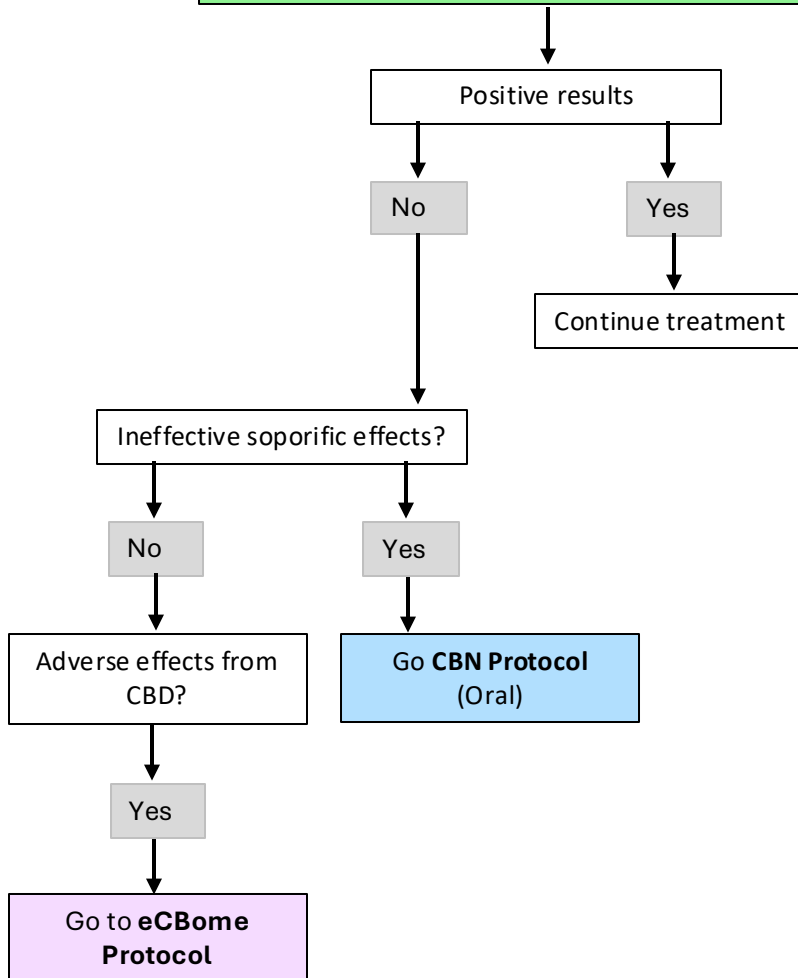 Positive results
No
Yes
Continue treatment
Ineffective soporific effects?
No
Yes
Adverse effects from
CBD?
Go CBN Protocol
(Oral)
Yes
Go to eCBome
Protocol